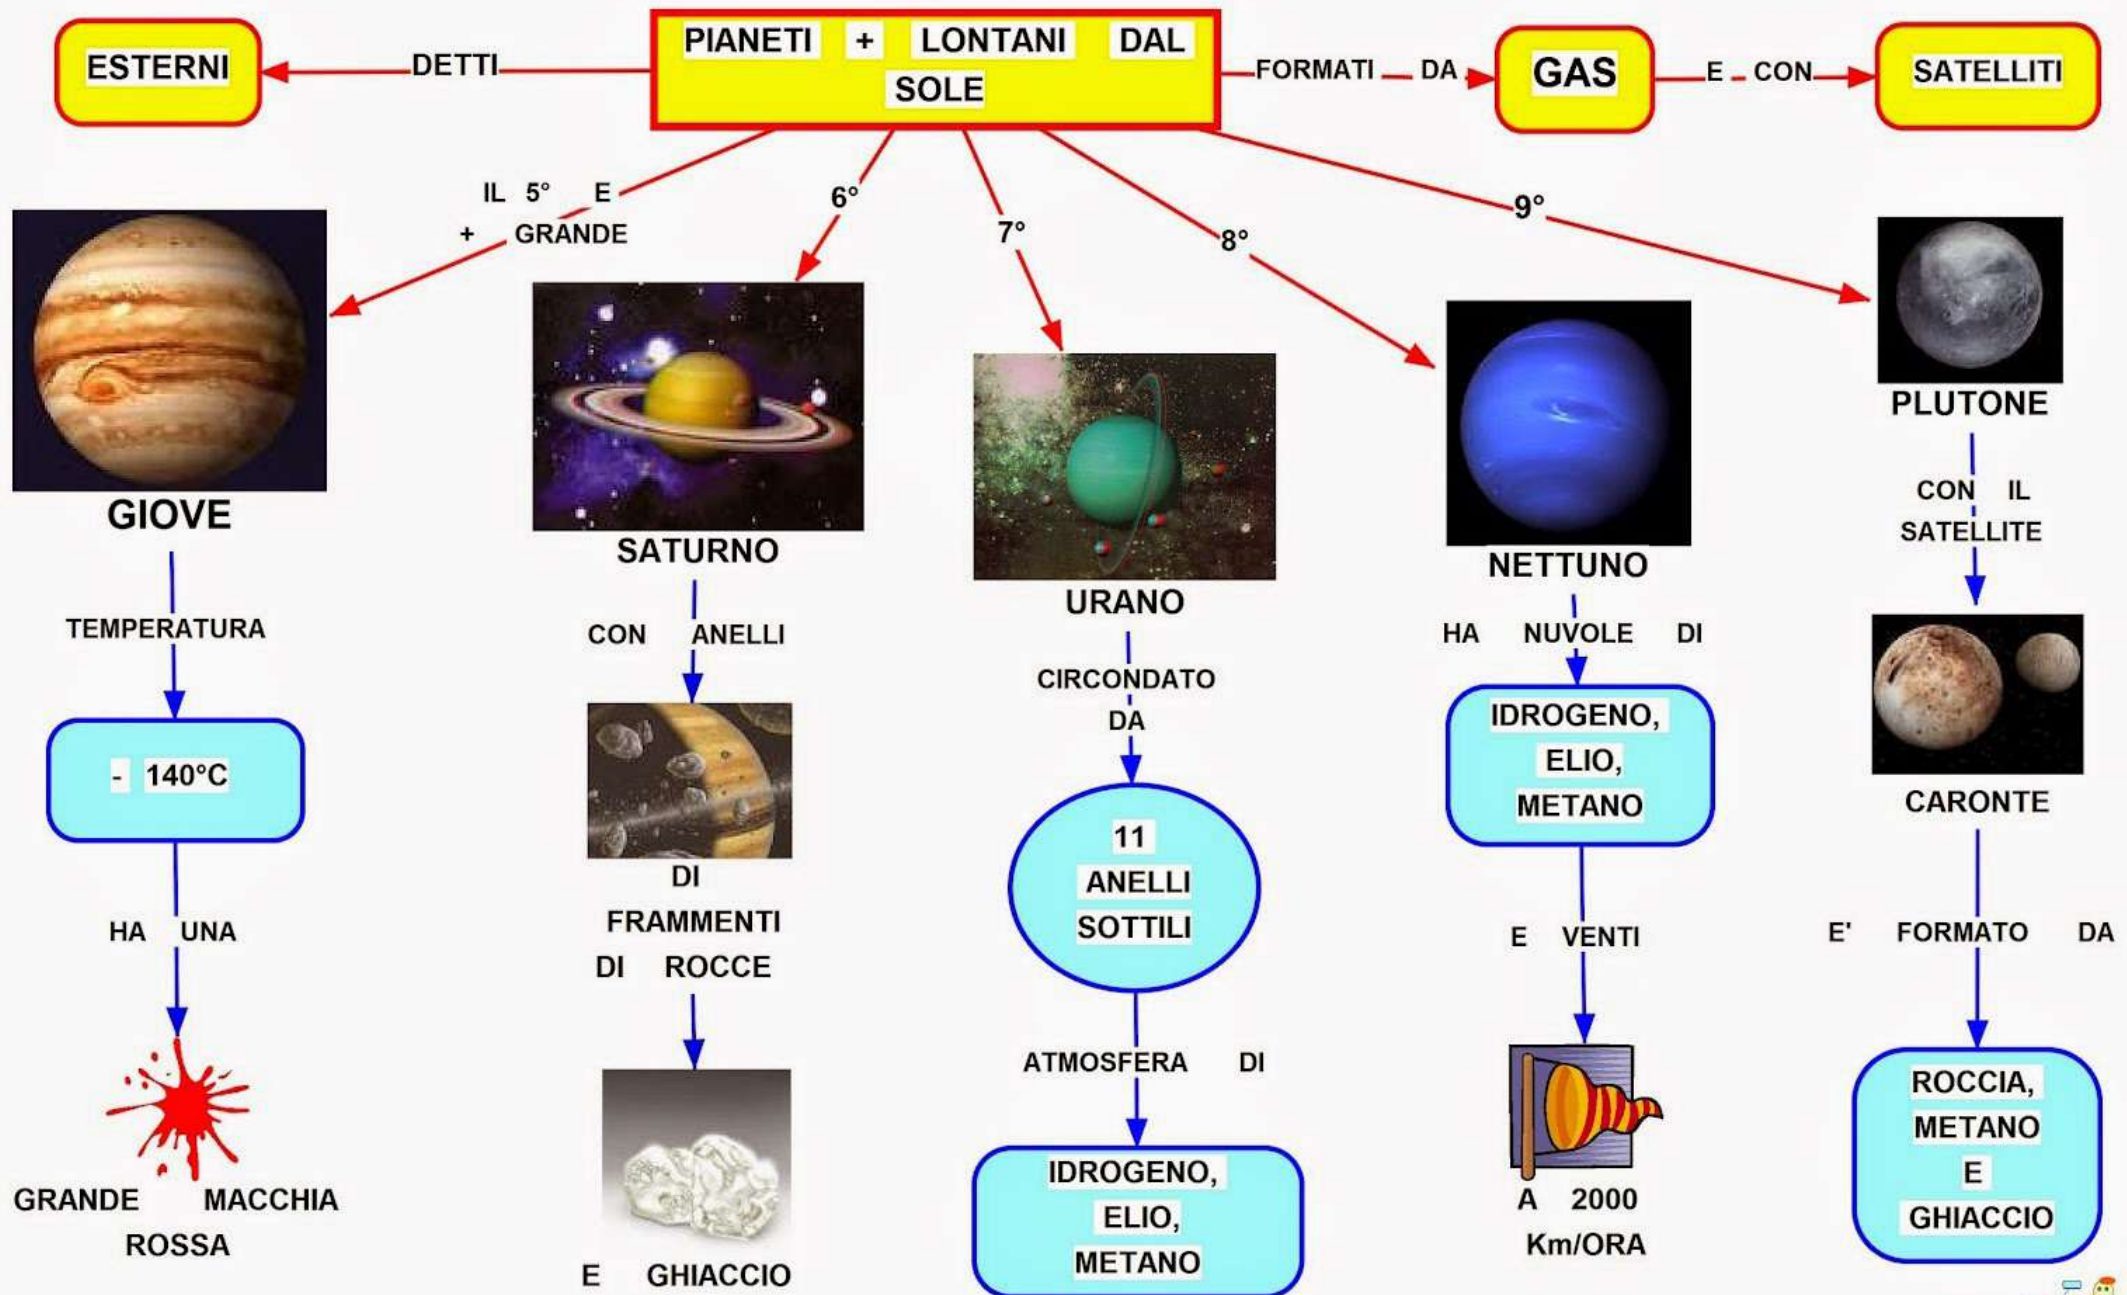 ESTERNI
DETTI
PIANETI + LONTANI DAL
SOLE
FORMATI DA
GAS
E CON
SATELLITI
IL 5° E
+ GRANDE
6°
7°
8°
9°
GIOVE
TEMPERATURA
- 140°C
HA UNA
GRANDE MACCHIA
ROSSA
SATURNO
CON ANELLI
DI
FRAMMENTI
DI ROCCE
E GHIACCIO
URANO
CIRCONDATO
DA
11
ANELLI
SOTTILI
ATMOSFERA DI
IDROGENO,
ELIO,
METANO
NETTUNO
HA NUVOLE DI
IDROGENO,
ELIO,
METANO
E VENTI
A 2000
Km/ORA
PLUTONE
CON IL
SATELLITE
CARONTE
E' FORMATO DA
ROCCIA,
METANO
E
GHIACCIO